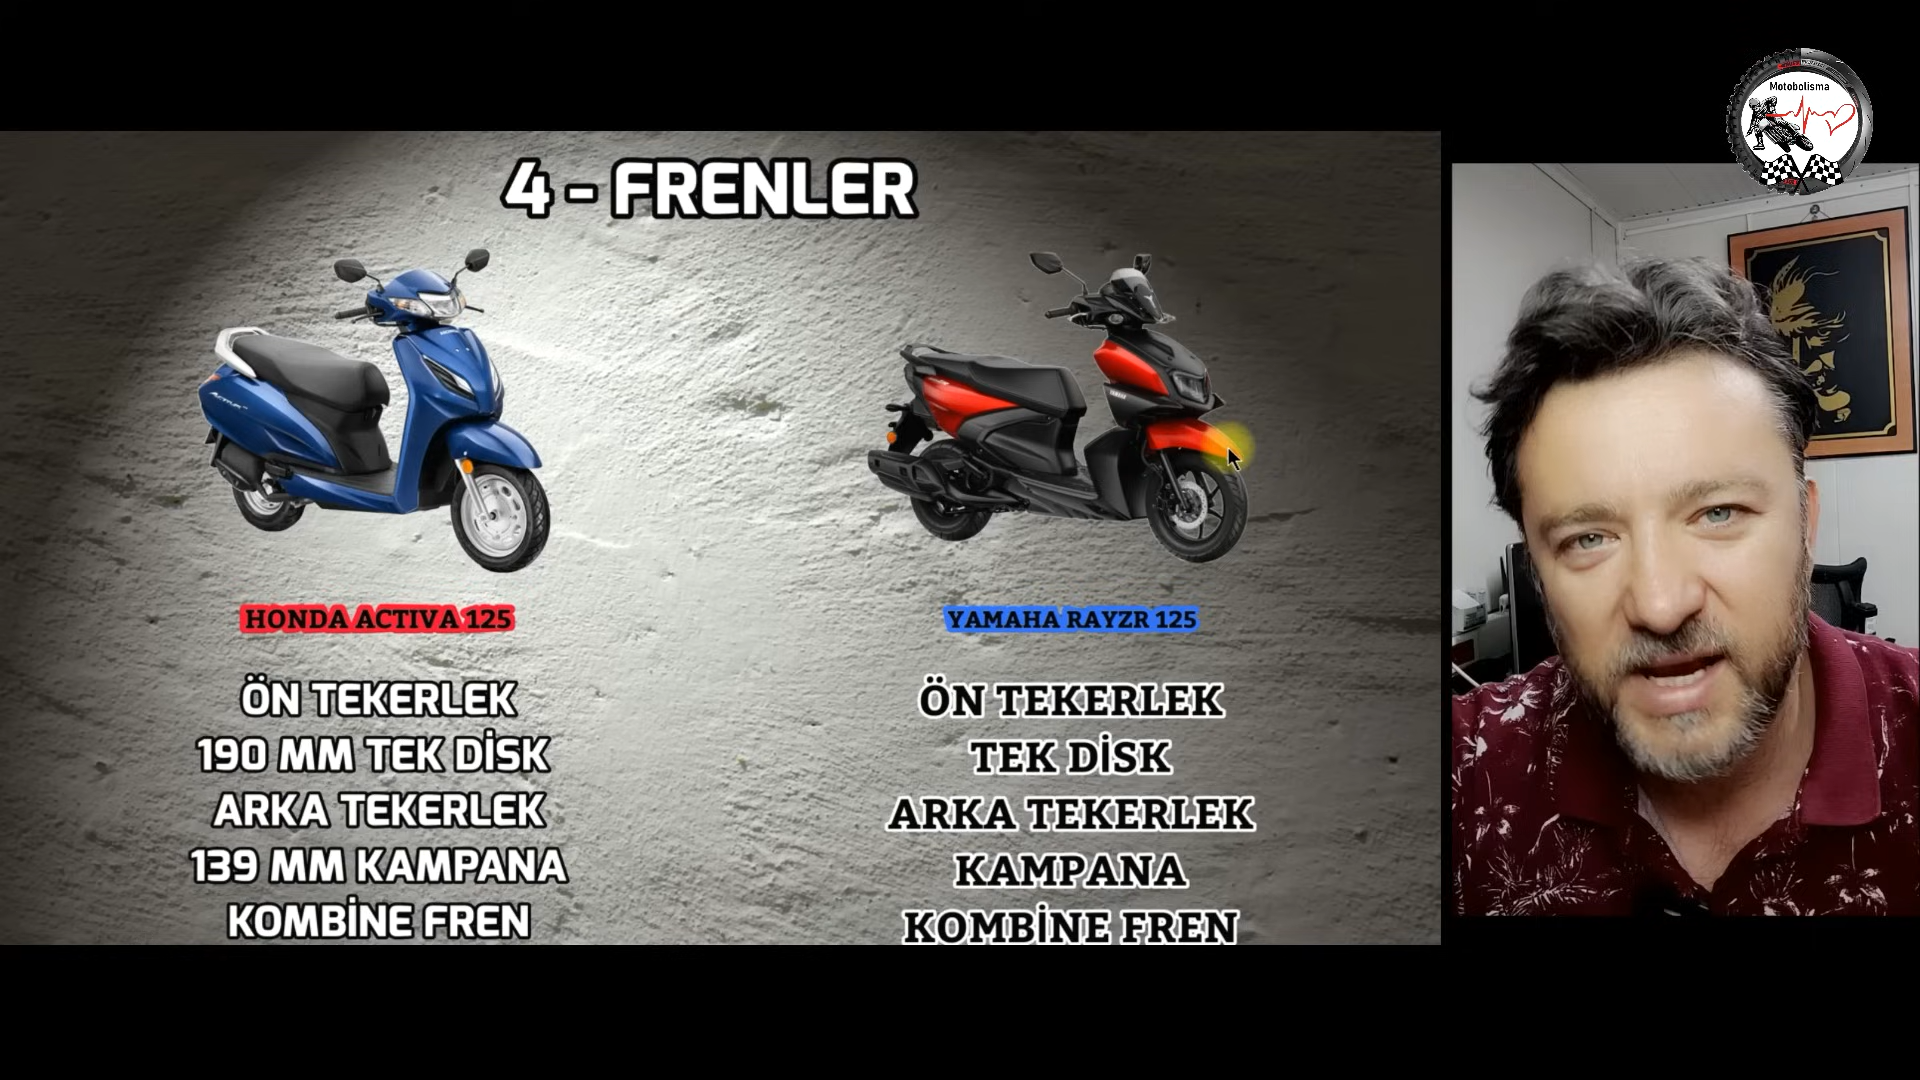 Motobolisma
4 - FRENLER
HONDA ACTIVA 125
ÖN TEKERLEK
190 MM TEK DİSK
ARKA TEKERLEK
139 MM KAMPANA
KOMBİNE FREN
YAMAHA RAYZR 125
ÖN TEKERLEK
TEK DİSK
ARKA TEKERLEK
KAMPANA
KOMBİNE FREN